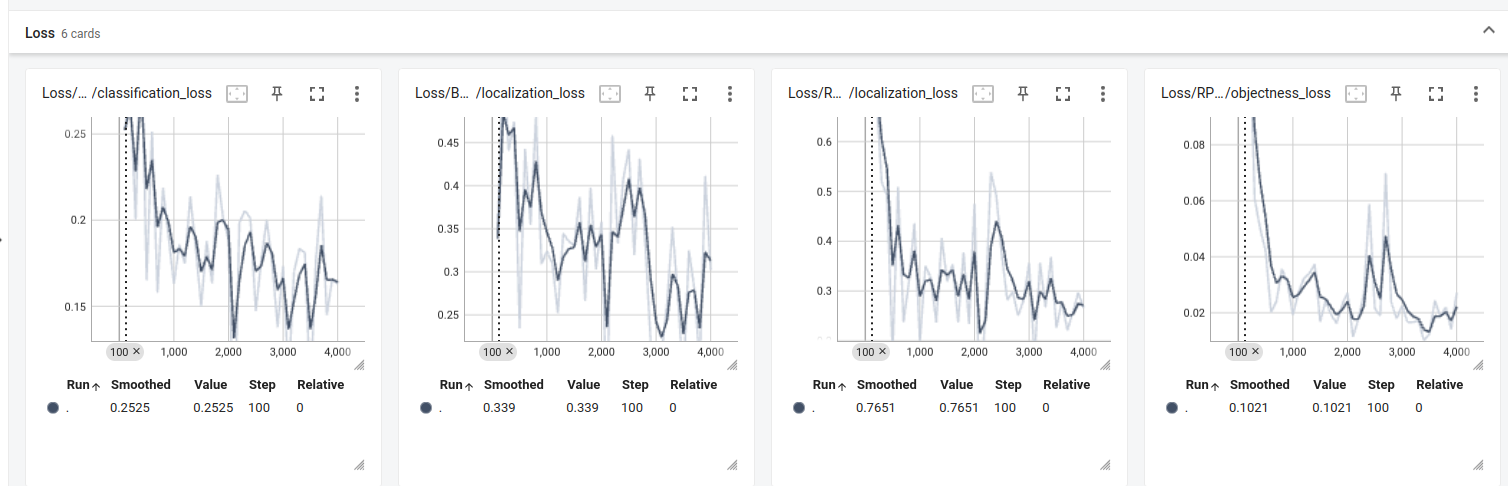 Loss 6 cards
Loss/... /classification_loss
0.25
0.2
0.15
100 ✕ 1,000 2,000 3,000 4,000
Run↑ Smoothed Value Step Relative
. 0.2525 0.2525 100 0
Loss/B... /localization_loss
0.45
0.4
0.35
0.3
0.25
100 ✕ 1,000 2,000 3,000 4,000
Run↑ Smoothed Value Step Relative
. 0.339 0.339 100 0
Loss/R... /localization_loss
0.6
0.5
0.4
0.3
100 ✕ 1,000 2,000 3,000 4,000
Run↑ Smoothed Value Step Relative
. 0.7651 0.7651 100 0
Loss/RP.../objectness_loss
0.08
0.06
0.04
0.02
100 ✕ 1,000 2,000 3,000 4,000
Run↑ Smoothed Value Step Relative
. 0.1021 0.1021 100 0